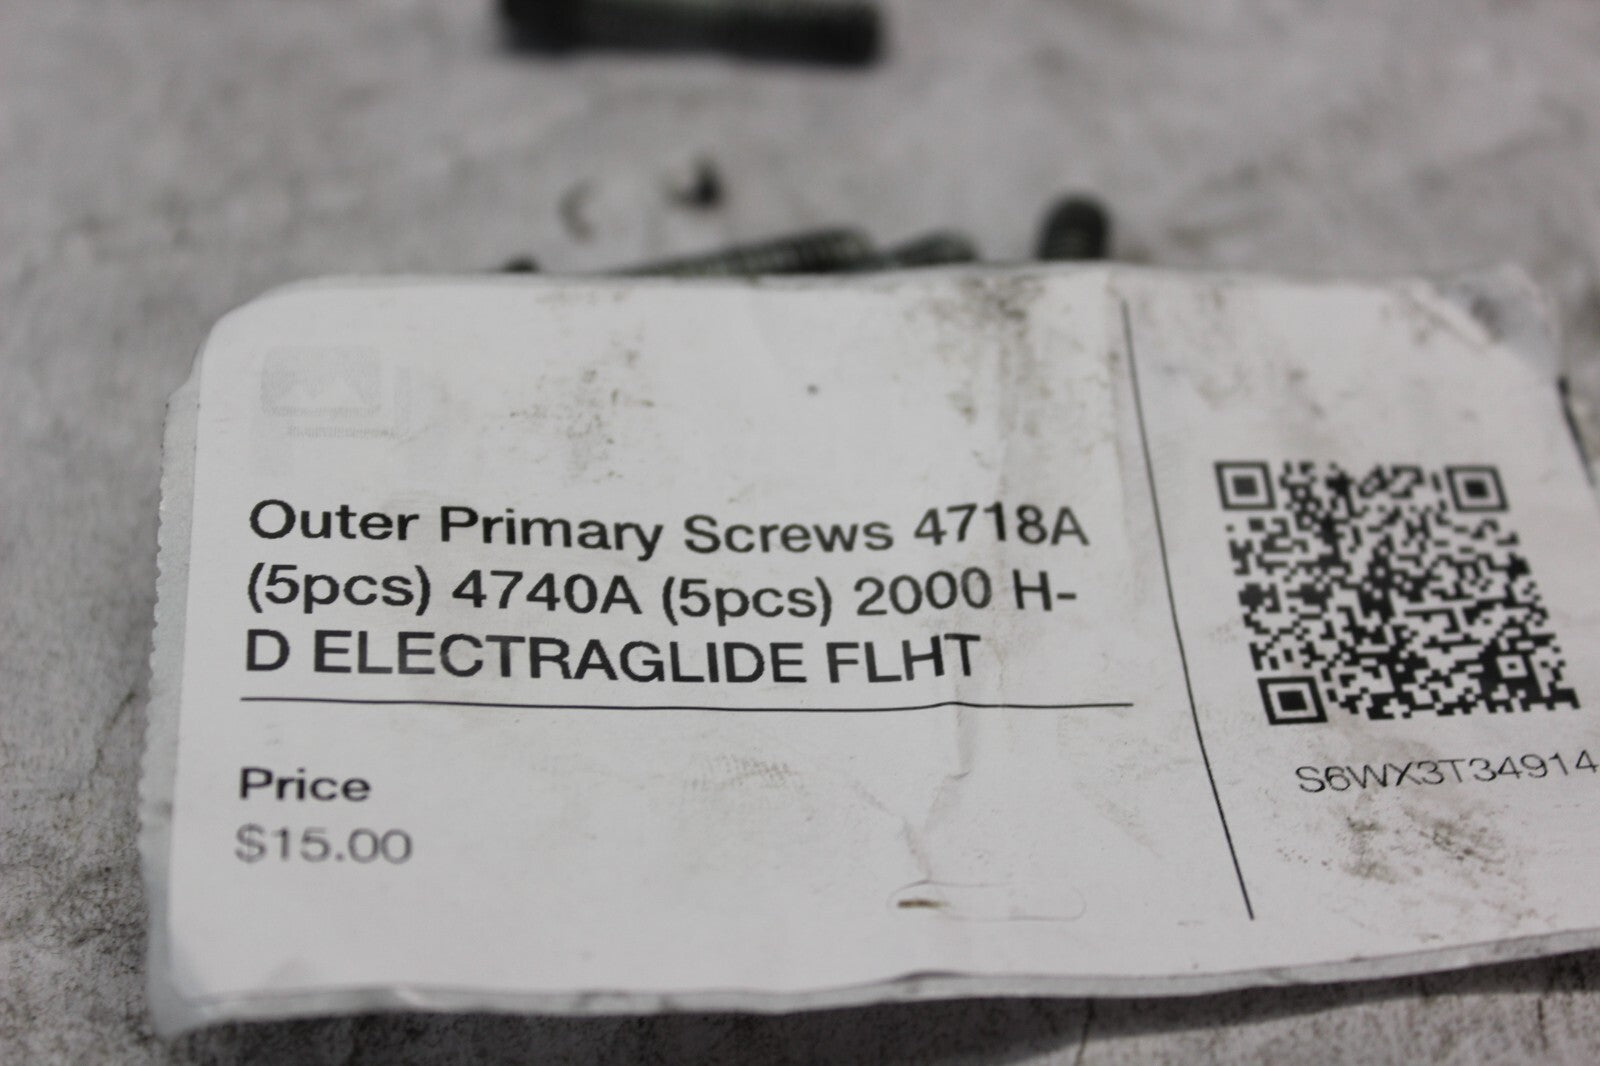 Outer Primary Screws 4718A
(5pcs) 4740A (5pcs) 2000 H-
D ELECTRAGLIDE FLHT
Price
$15.00
S6WX3T34914